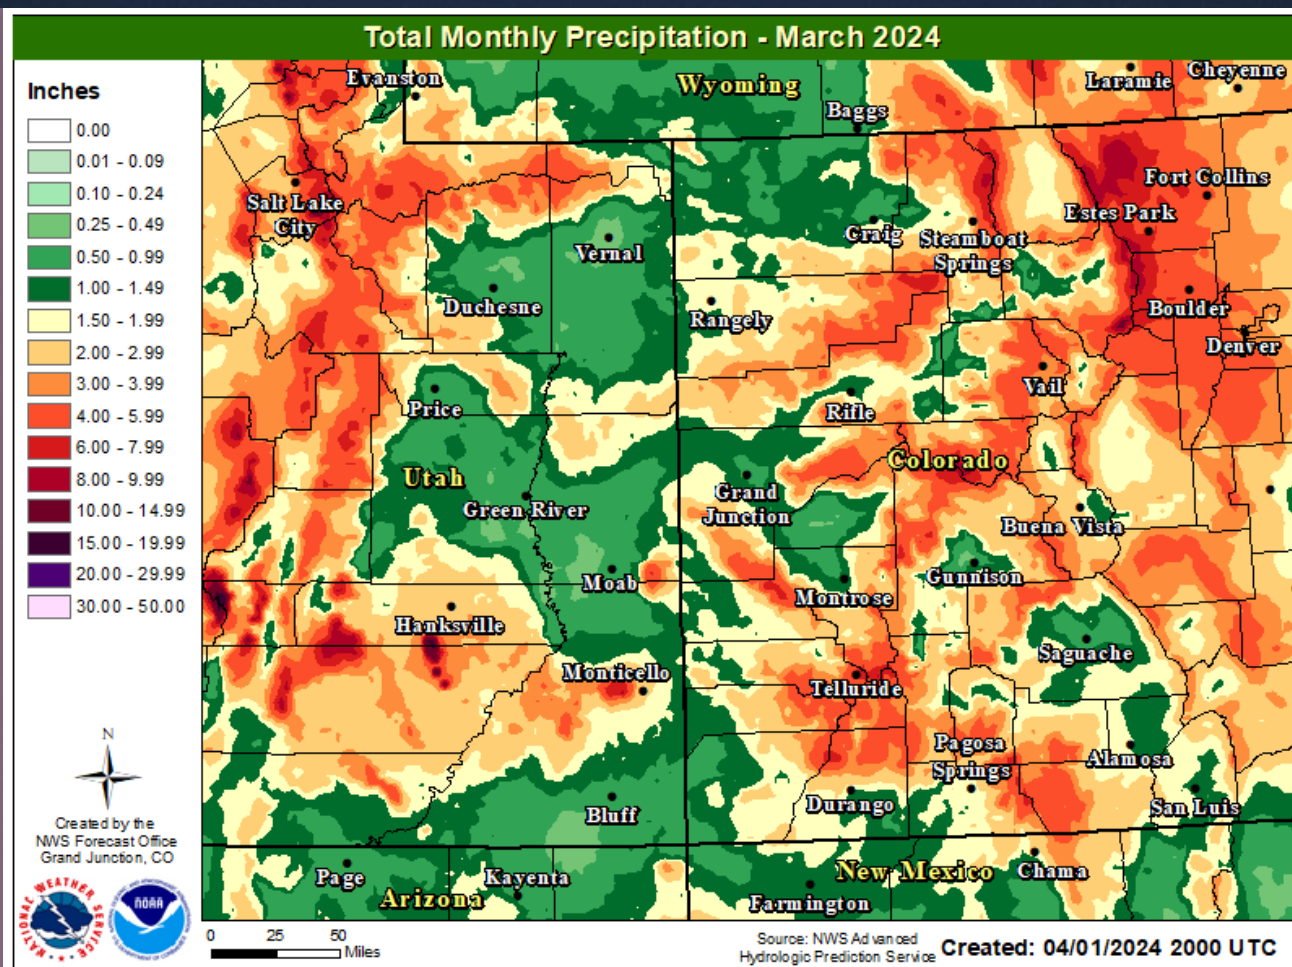 Total Monthly Precipitation - March 2024
Inches
0.00
0.01 - 0.09
0.10 - 0.24
0.25 - 0.49
0.50 - 0.99
1.00 - 1.49
1.50 - 1.99
2.00 - 2.99
3.00 - 3.99
4.00 - 5.99
6.00 - 7.99
8.00 - 9.99
10.00 - 14.99
15.00 - 19.99
20.00 - 29.99
30.00 - 50.00
N
Created by the
NWS Forecast Office
Grand Junction, CO
NATIONAL WEATHER SERVICE
NOAA
Evanston
Wyoming
Laramie
Cheyenne
Baggs
Fort Collins
Salt Lake
City
Estes Park
Craig
Steamboat
Springs
Vernal
Duchesne
Rangely
Boulder
Denver
Vail
Price
Rifle
Utah
Colorado
Grand
Junction
Green River
Buena Vista
Moab
Gunnison
Montrose
Hanksville
Saguache
Monticello
Telluride
Pagosa
Springs
Alamosa
Bluff
Durango
San Luis
Page
Kayenta
New Mexico
Chama
Arizona
Farmington
0 25 50
Miles
Source: NWS Advanced
Hydrologic Prediction Service
Created: 04/01/2024 2000 UTC